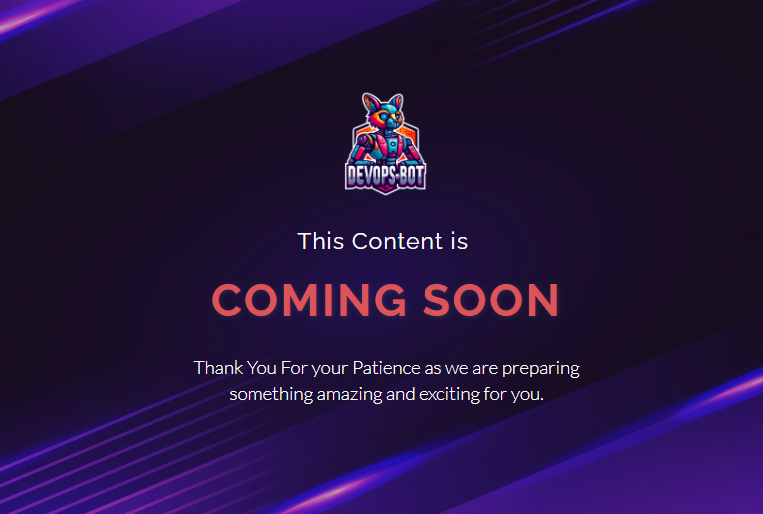 DEVOPS-BOT
This Content is
COMING SOON
Thank You For your Patience as we are preparing
something amazing and exciting for you.